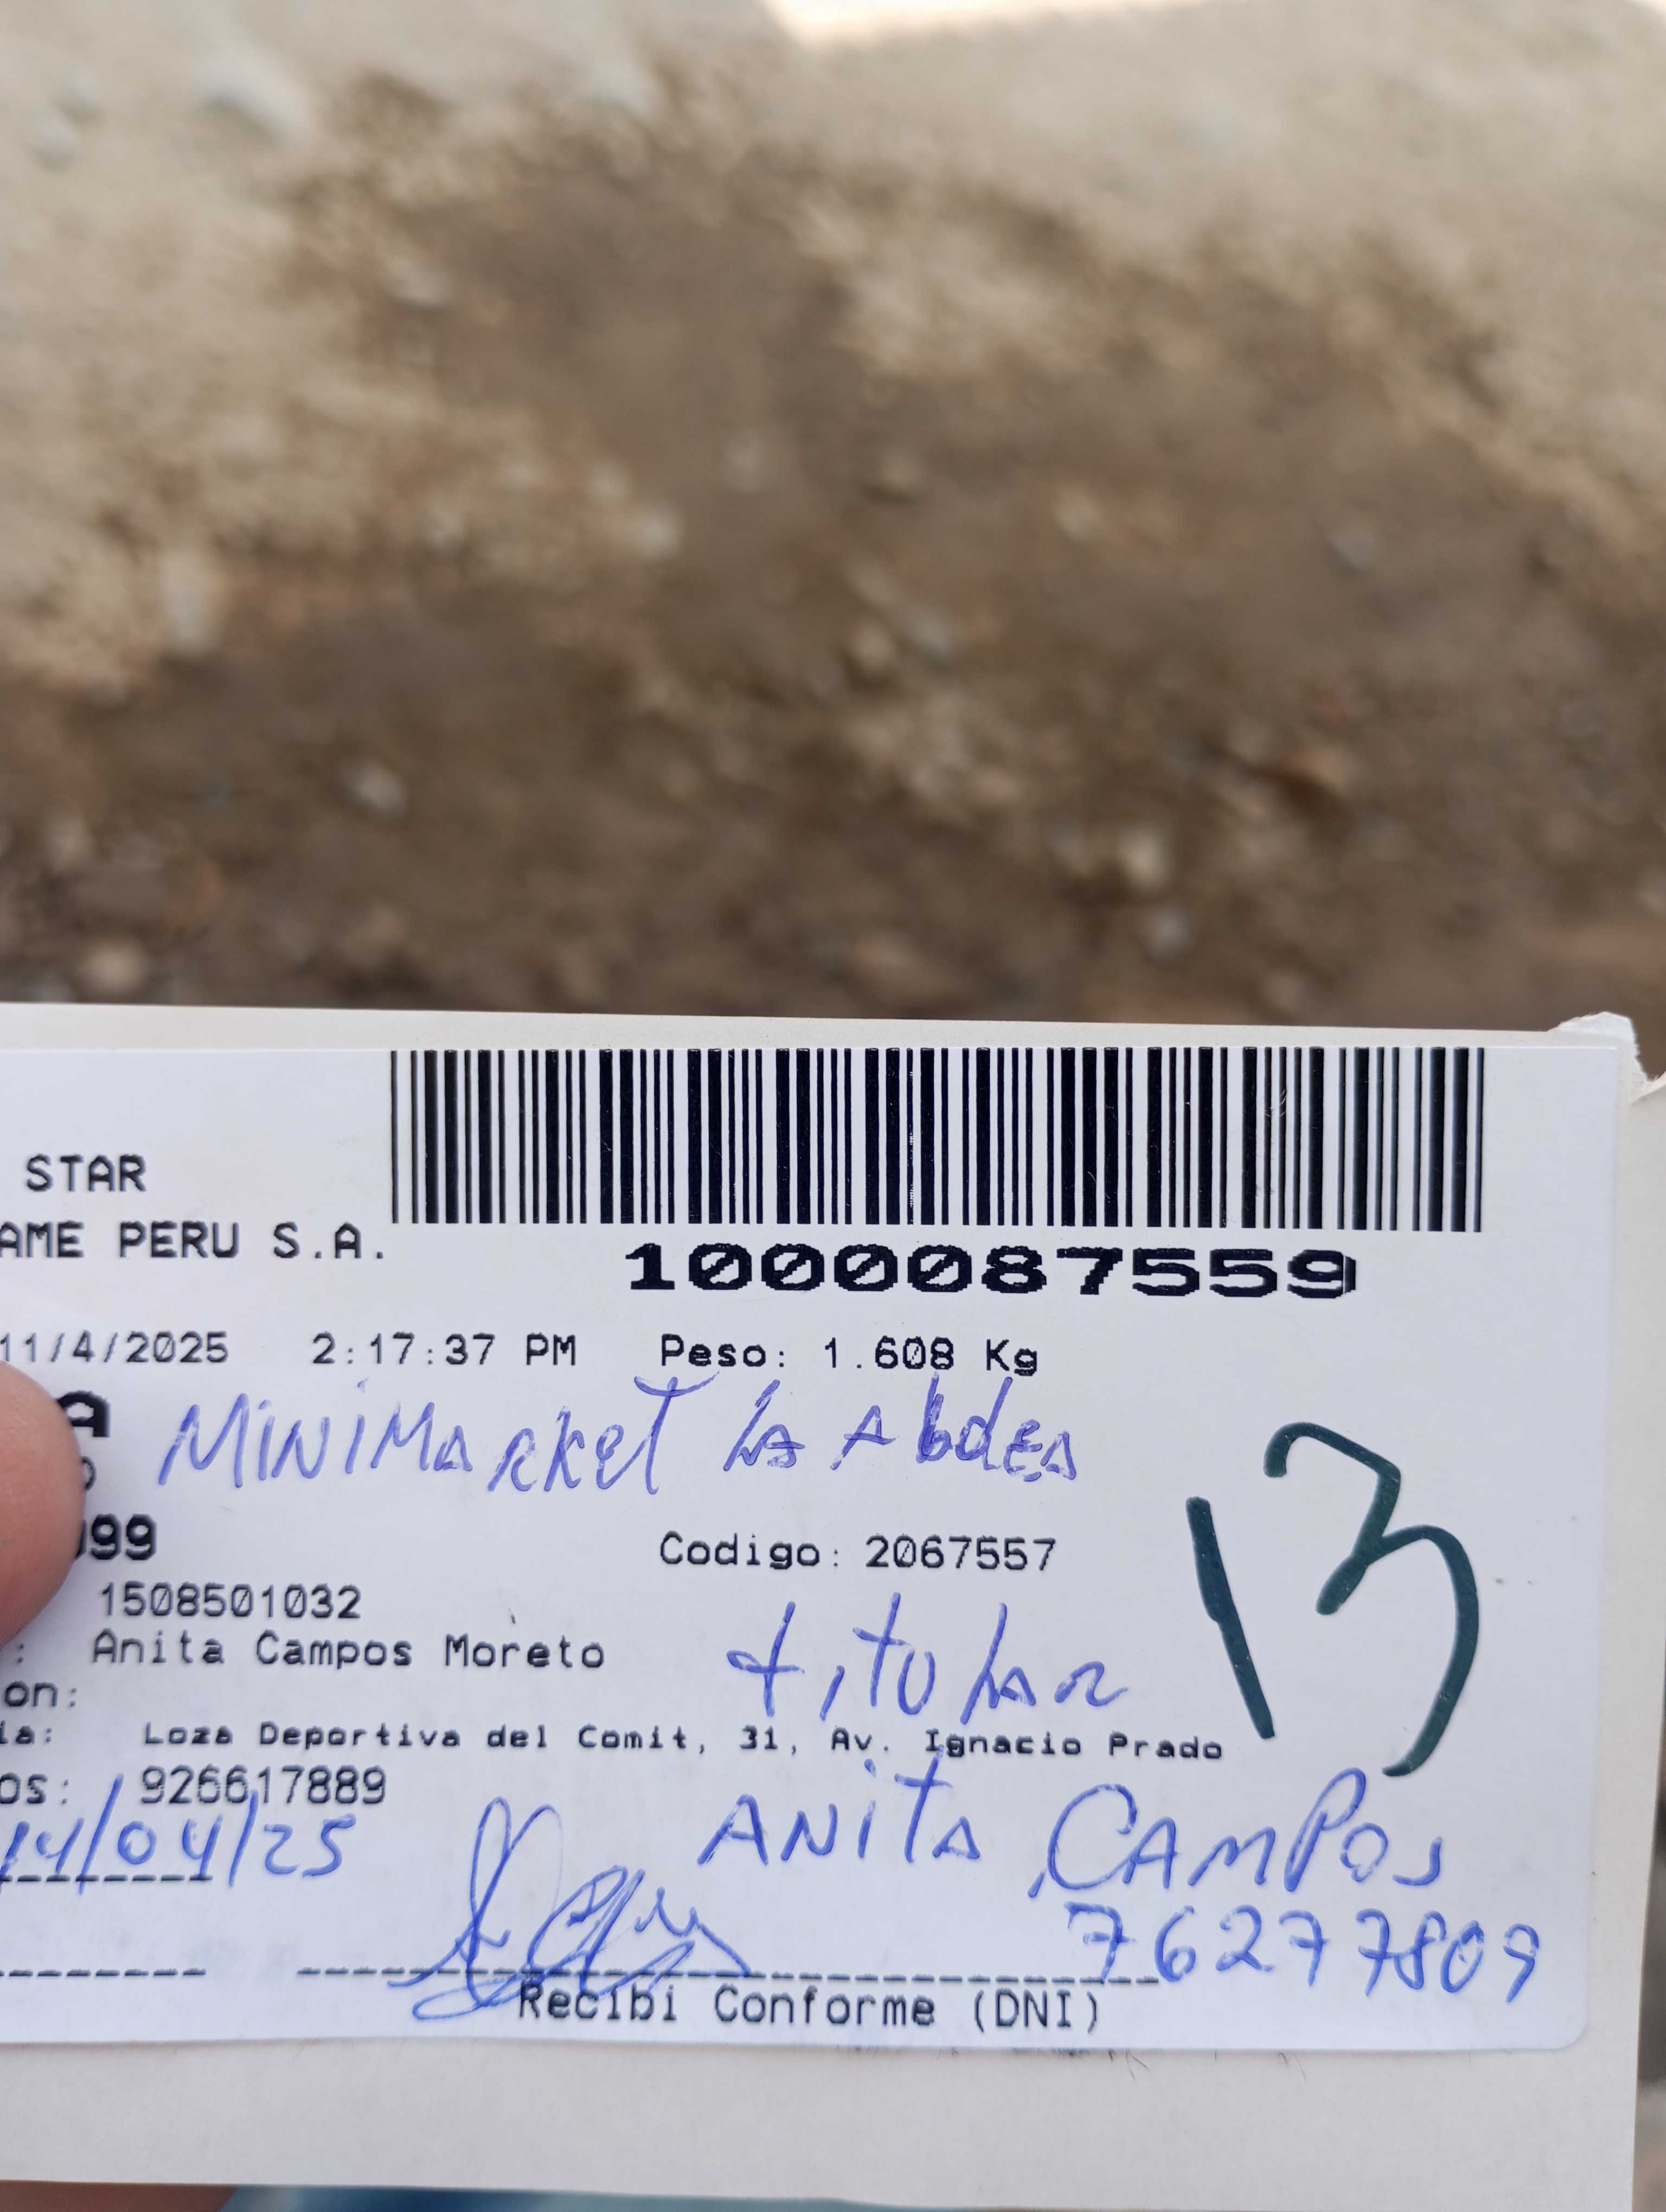 STAR
AME PERU S.A.
1000087559
11/4/2025 2:17:37 PM Peso: 1.608 Kg
A
MiNiMarket La Aldea
99
Codigo: 2067557
1508501032
: Anita Campos Moreto
titular
on:
ia: Loza Deportiva del Comit, 31, Av. Ignacio Prado
os: 926617889
13
14/04/25
ANita CAMPos
76277809
Recibi Conforme (DNI)